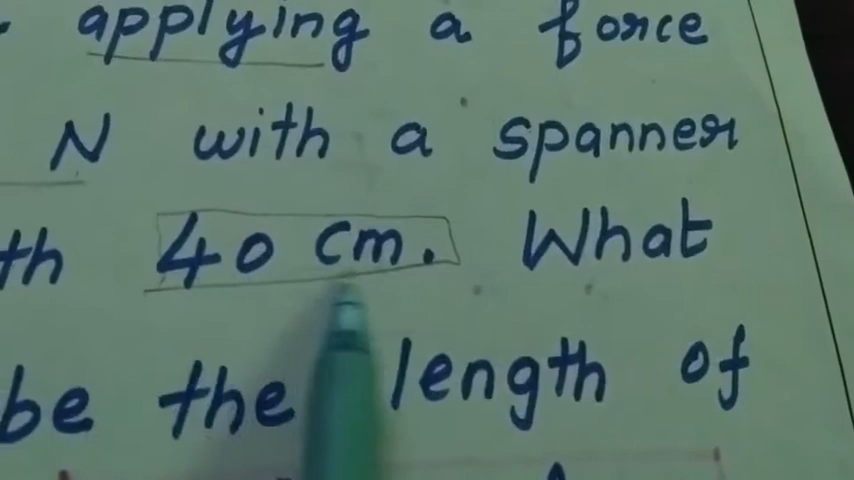 applying a force
N with a spanner
th 40 cm. What
be the length of